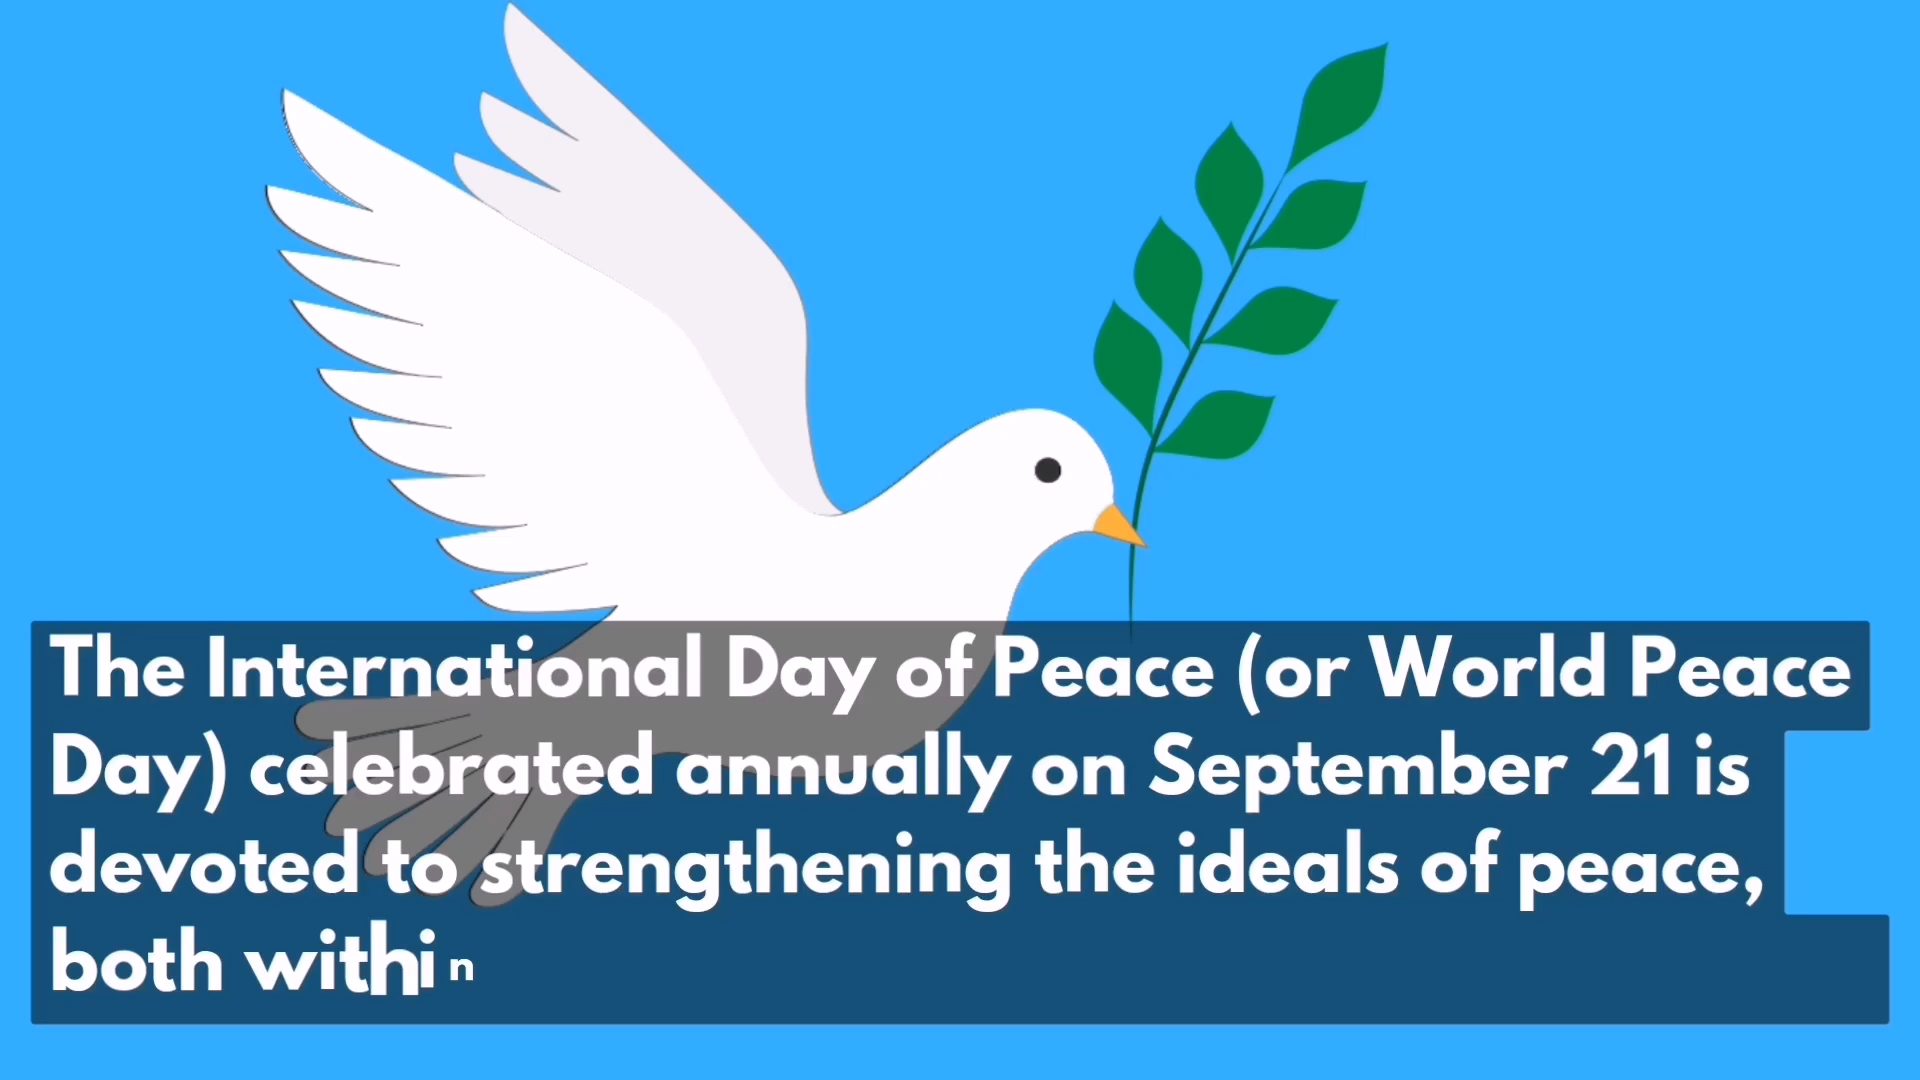 The International Day of Peace (or World Peace
Day) celebrated annually on September 21 is
devoted to strengthening the ideals of peace,
both within